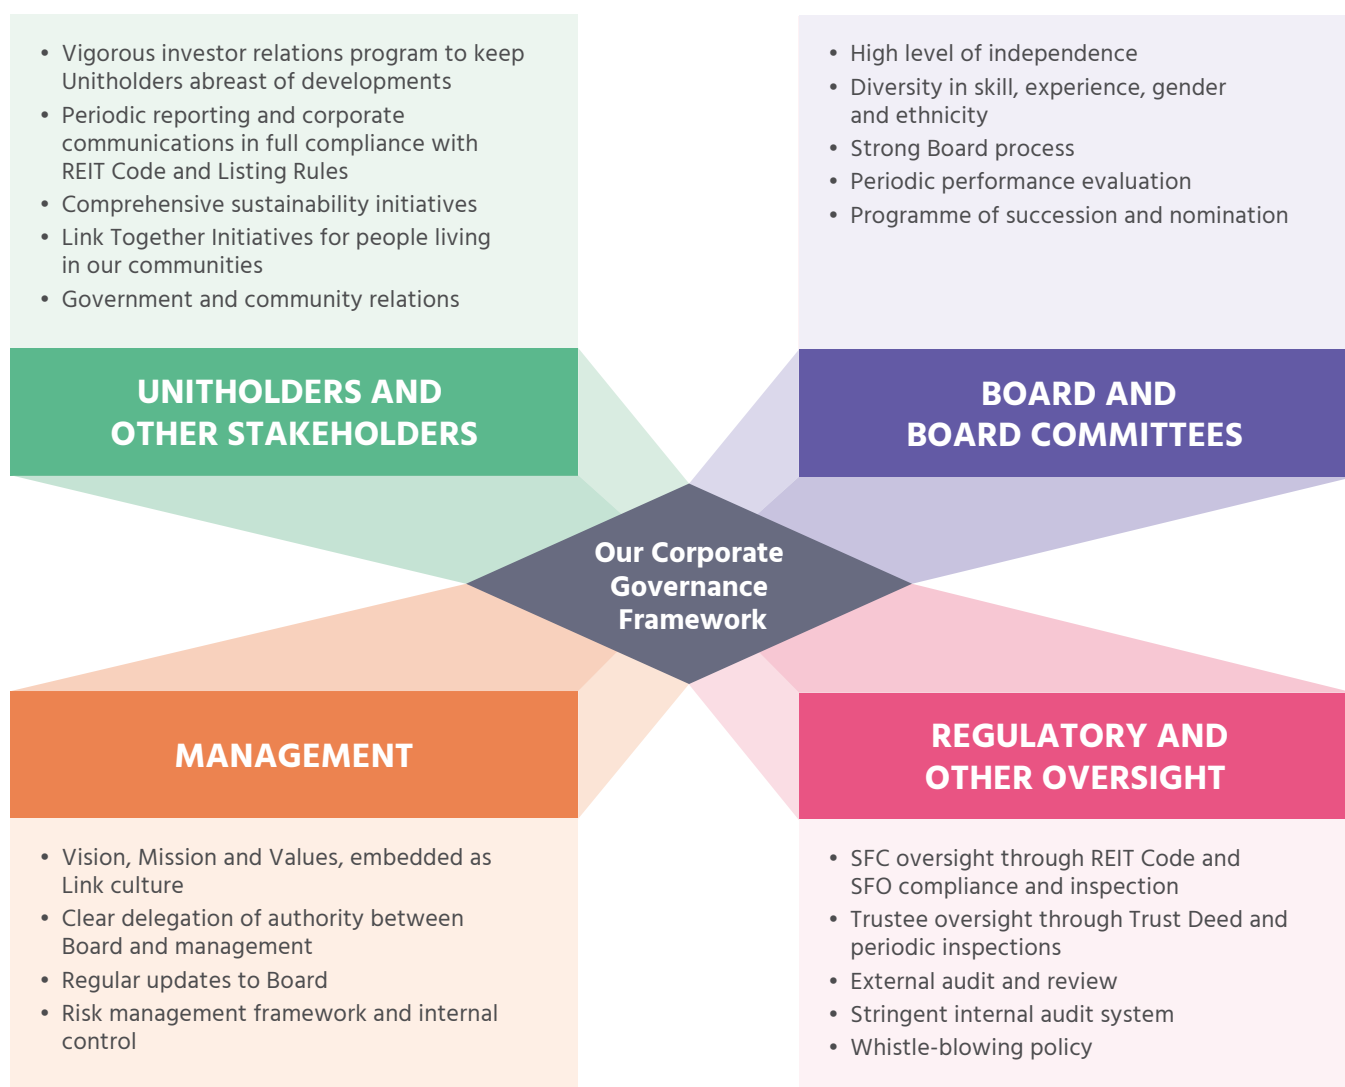 • Vigorous investor relations program to keep
Unitholders abreast of developments
• Periodic reporting and corporate
communications in full compliance with
REIT Code and Listing Rules
• Comprehensive sustainability initiatives
• Link Together Initiatives for people living
in our communities
• Government and community relations
UNITHOLDERS AND
OTHER STAKEHOLDERS
• High level of independence
• Diversity in skill, experience, gender
and ethnicity
• Strong Board process
• Periodic performance evaluation
• Programme of succession and nomination
BOARD AND
BOARD COMMITTEES
Our Corporate
Governance
Framework
MANAGEMENT
• Vision, Mission and Values, embedded as
Link culture
• Clear delegation of authority between
Board and management
• Regular updates to Board
• Risk management framework and internal
control
REGULATORY AND
OTHER OVERSIGHT
• SFC oversight through REIT Code and
SFO compliance and inspection
• Trustee oversight through Trust Deed and
periodic inspections
• External audit and review
• Stringent internal audit system
• Whistle-blowing policy